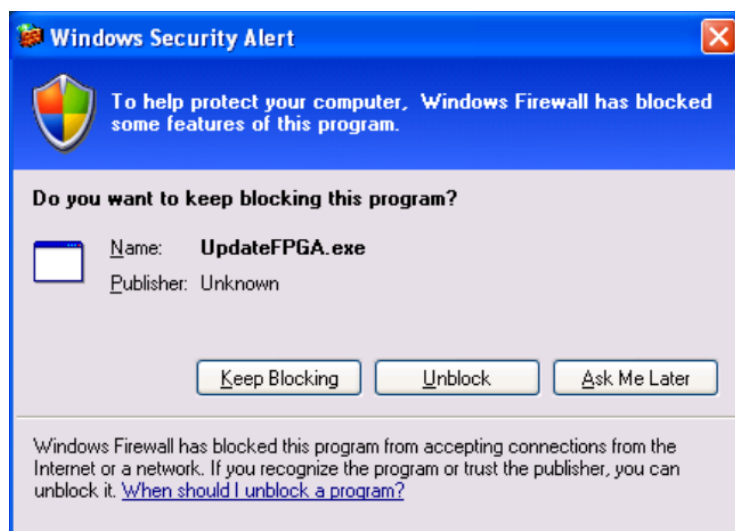 Windows Security Alert
To help protect your computer, Windows Firewall has blocked
some features of this program.
Do you want to keep blocking this program?
Name: UpdateFPGA.exe
Publisher: Unknown
Keep Blocking Unblock Ask Me Later
Windows Firewall has blocked this program from accepting connections from the
Internet or a network. If you recognize the program or trust the publisher, you can
unblock it. When should I unblock a program?